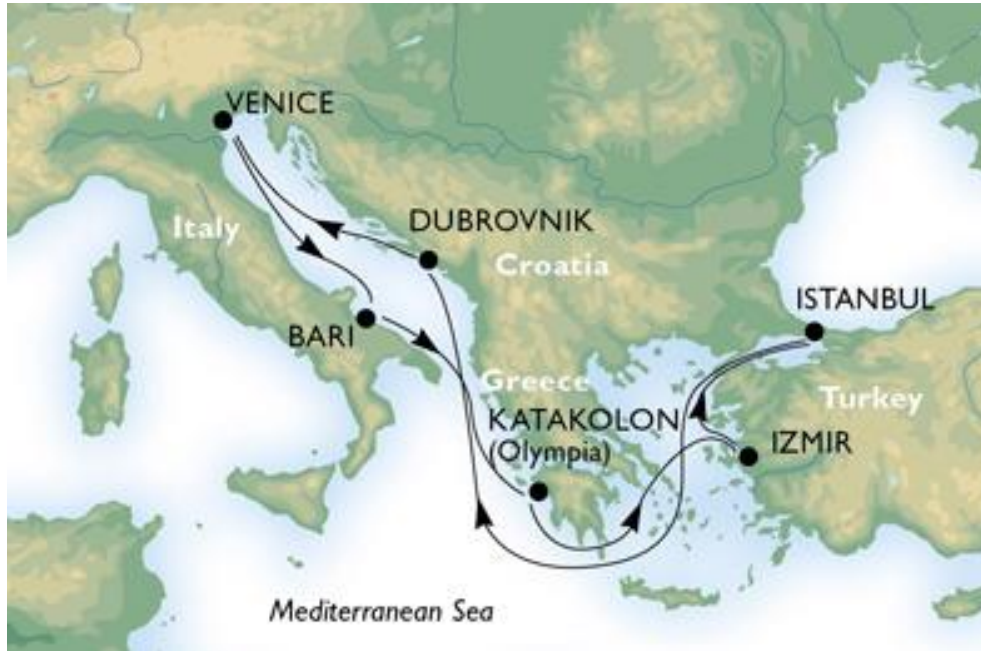 VENICE
Italy
DUBROVNIK
Croatia
ISTANBUL
BARI
Greece
Turkey
KATAKOLON
(Olympia)
IZMIR
Mediterranean Sea